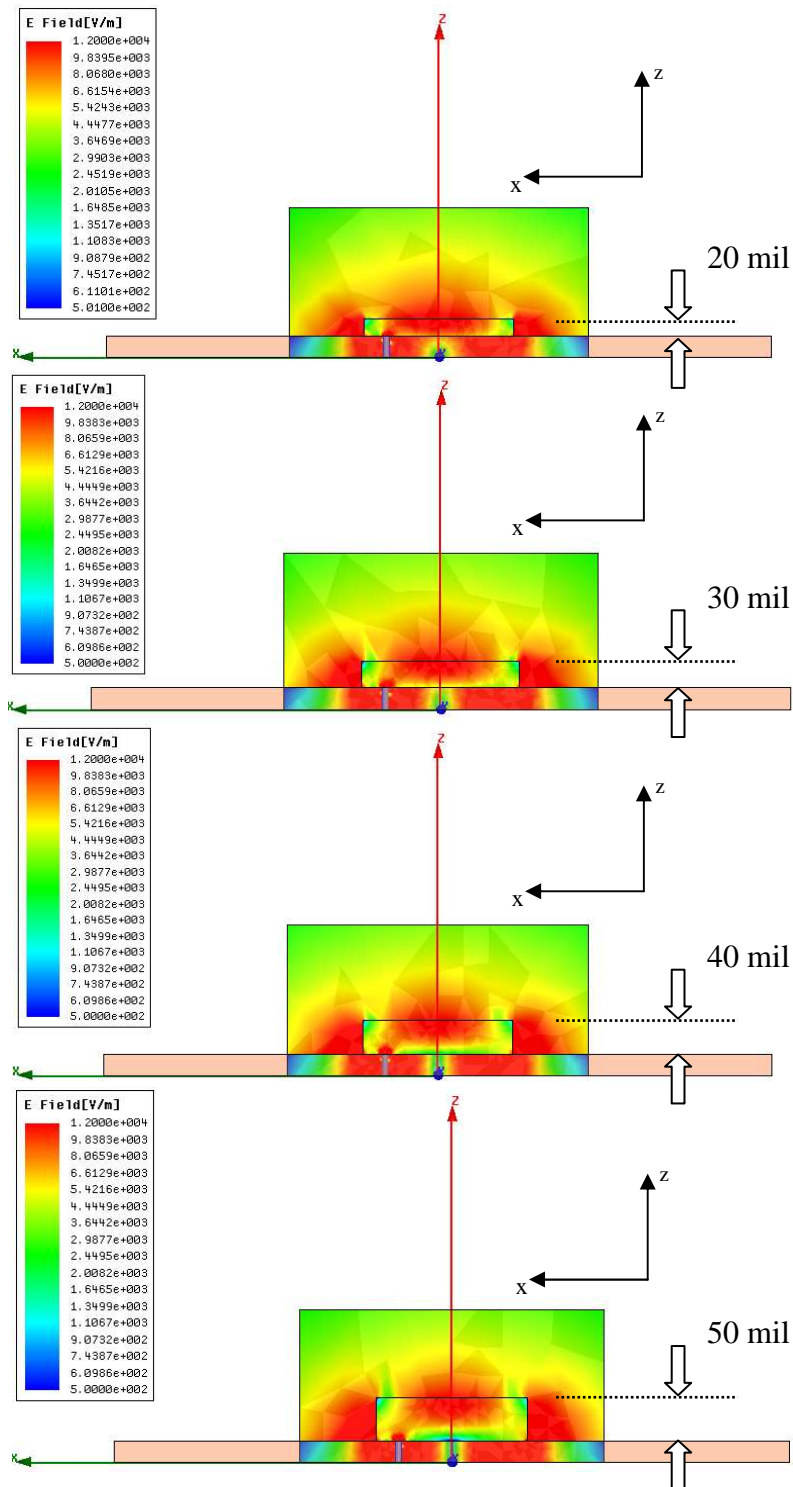 E Field[V/m]
1.2000e+004
9.8395e+003
8.0680e+003
6.6154e+003
5.4243e+003
4.4477e+003
3.6469e+003
2.9903e+003
2.4519e+003
2.0105e+003
1.6485e+003
1.3517e+003
1.1083e+003
9.0879e+002
7.4517e+002
6.1101e+002
5.0100e+002
Z
z
x
20 mil
X
E Field[V/m]
1.2000e+004
9.8383e+003
8.0659e+003
6.6129e+003
5.4216e+003
4.4449e+003
3.6442e+003
2.9877e+003
2.4495e+003
2.0082e+003
1.6465e+003
1.3499e+003
1.1067e+003
9.0732e+002
7.4387e+002
6.0986e+002
5.0000e+002
Z
z
x
30 mil
X
E Field[V/m]
1.2000e+004
9.8383e+003
8.0659e+003
6.6129e+003
5.4216e+003
4.4449e+003
3.6442e+003
2.9877e+003
2.4495e+003
2.0082e+003
1.6465e+003
1.3499e+003
1.1067e+003
9.0732e+002
7.4387e+002
6.0986e+002
5.0000e+002
Z
z
x
40 mil
X
E Field[V/m]
1.2000e+004
9.8383e+003
8.0659e+003
6.6129e+003
5.4216e+003
4.4449e+003
3.6442e+003
2.9877e+003
2.4495e+003
2.0082e+003
1.6465e+003
1.3499e+003
1.1067e+003
9.0732e+002
7.4387e+002
6.0986e+002
5.0000e+002
Z
z
x
50 mil
X